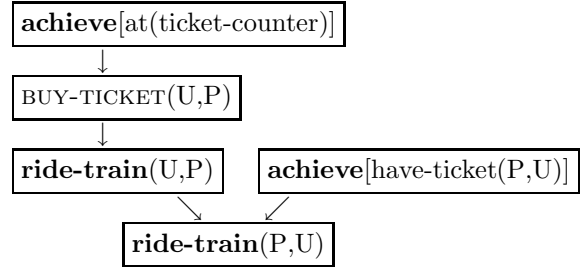 achieve[at(ticket-counter)]
BUY-TICKET(U,P)
ride-train(U,P) achieve[have-ticket(P,U)]
ride-train(P,U)